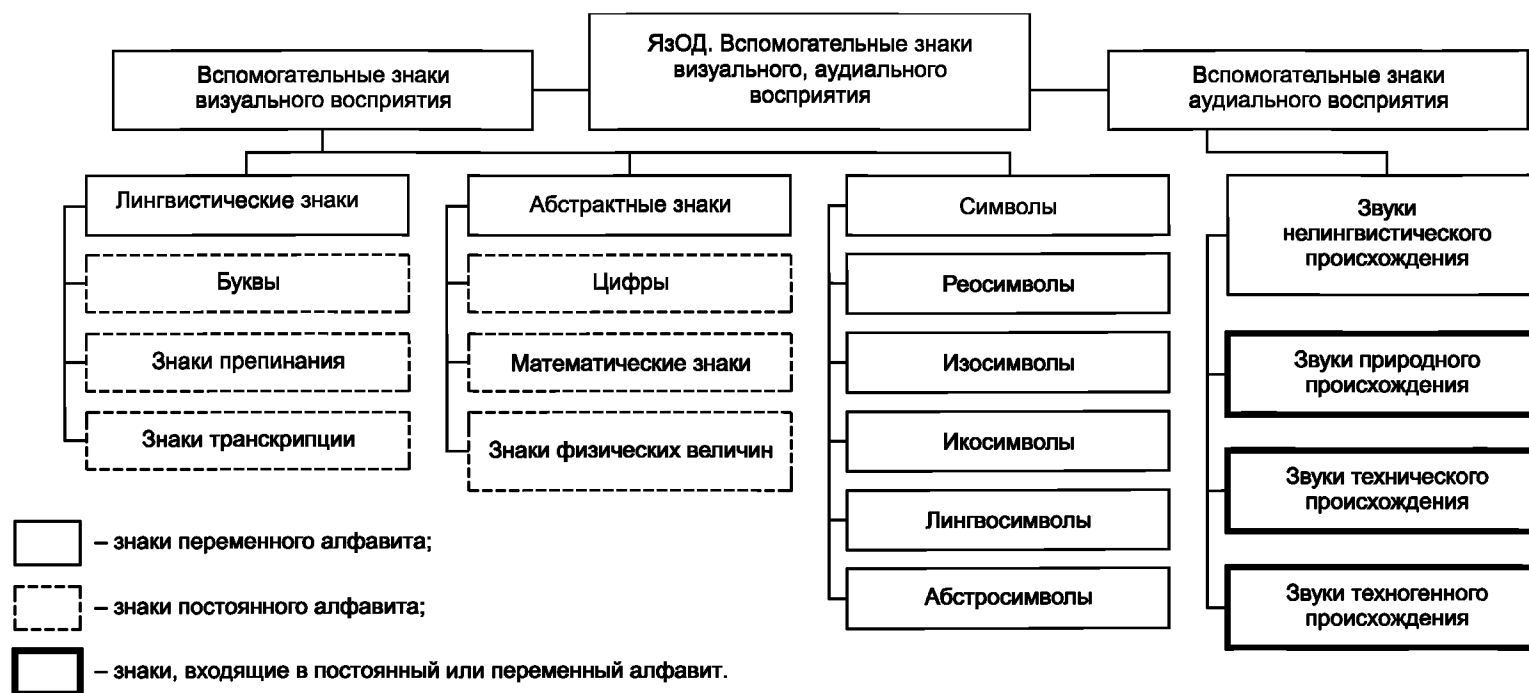 ЯзОД. Вспомогательные знаки
визуального, аудиального
восприятия
Вспомогательные знаки
визуального восприятия
Вспомогательные знаки
аудиального восприятия
Лингвистические знаки
Буквы
Знаки препинания
Знаки транскрипции
Абстрактные знаки
Цифры
Математические знаки
Знаки физических величин
Символы
Реосимволы
Изосимволы
Икосимволы
Лингвосимволы
Абстросимволы
Звуки
нелингвистического
происхождения
Звуки природного
происхождения
Звуки технического
происхождения
Звуки техногенного
происхождения
– знаки переменного алфавита;
– знаки постоянного алфавита;
– знаки, входящие в постоянный или переменный алфавит.